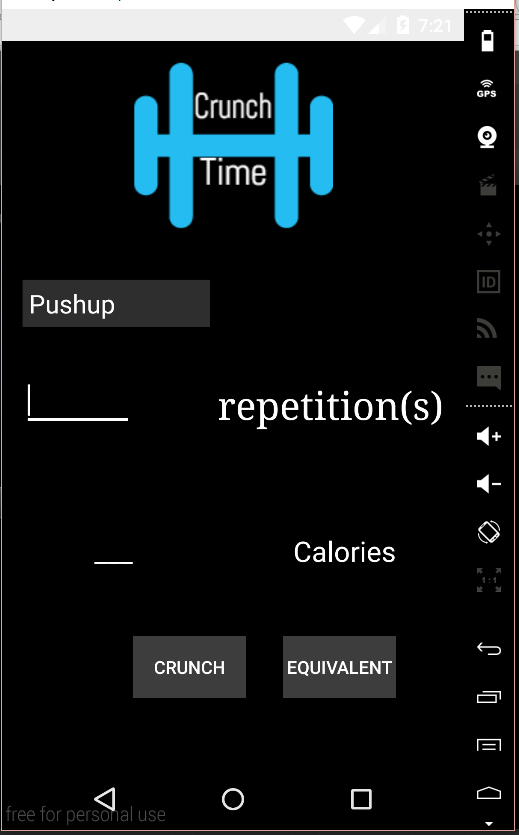 7:21
GPS
Crunch
Time
ID
Pushup
repetition(s)
Calories
1:1
CRUNCH
EQUIVALENT
free for personal use